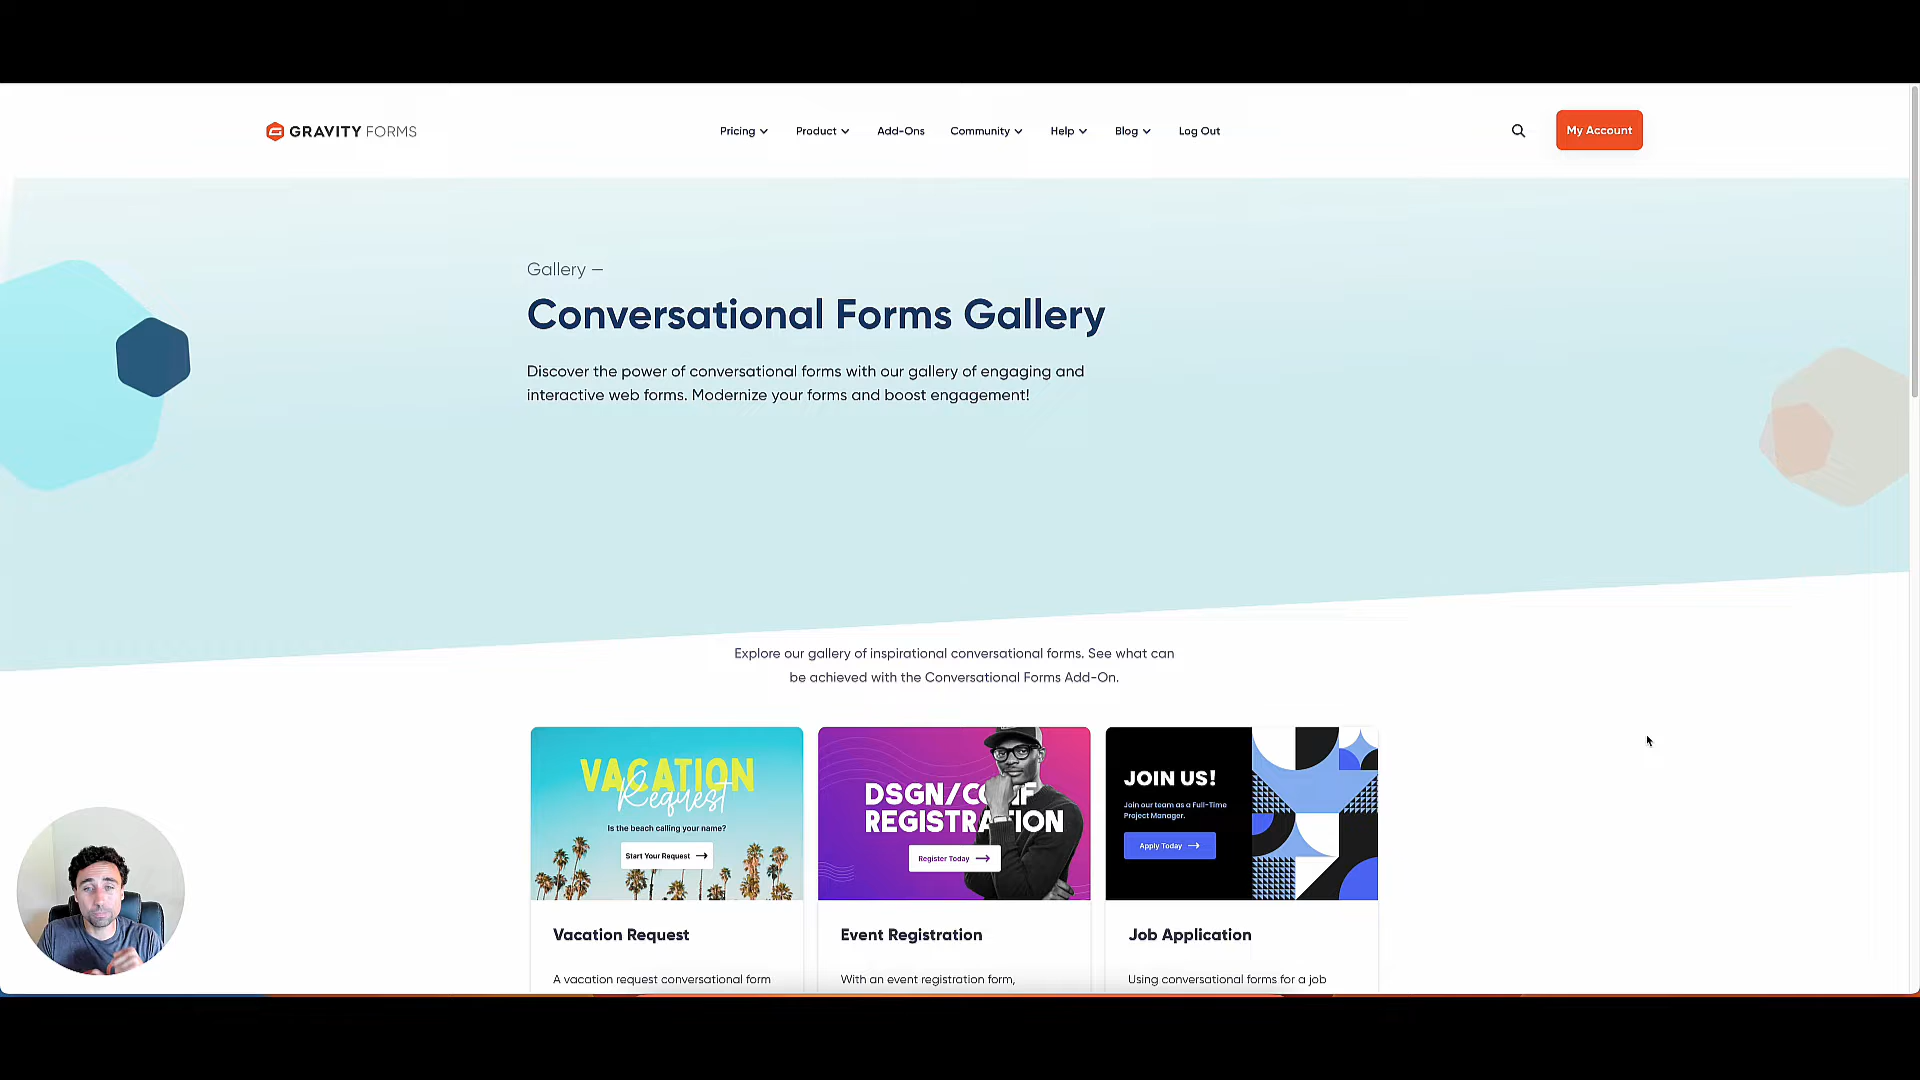 GRAVITY FORMS
Pricing
Product
Add-Ons
Community
Help
Blog
Log Out
My Account
Gallery —
Conversational Forms Gallery
Discover the power of conversational forms with our gallery of engaging and
interactive web forms. Modernize your forms and boost engagement!
Explore our gallery of inspirational conversational forms. See what can
be achieved with the Conversational Forms Add-On.
VACATION
Request
Is the beach calling your name?
Start Your Request →
DSGN/CONF
REGISTRATION
Register Today →
JOIN US!
Join our team as a Full-Time
Project Manager.
Apply Today →
Vacation Request
Event Registration
Job Application
A vacation request conversational form
With an event registration form,
Using conversational forms for a job